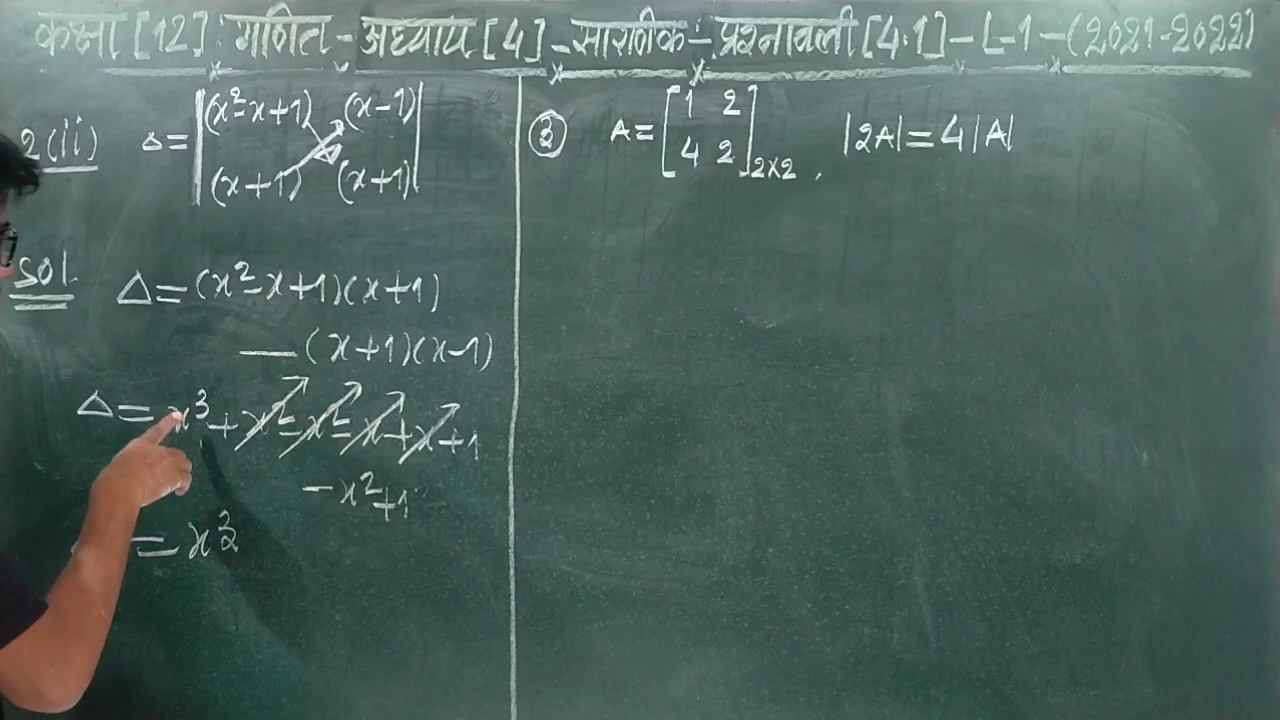 कक्षा [12] गणित - अध्याय [4] - सारणीक - प्रश्नावली [4.1] - L-1 - (2021-2022)
2(ii) Δ = |(x²-x+1) (x-1)|
|(x+1) (x+1)|
Sol Δ = (x²-x+1)(x+1)
— (x+1)(x-1)
Δ = x³ + x² - x² - x + x + 1
- x² + 1
= x³
③ A = [1 2
4 2]₂ₓ₂ , |2A| = 4|A|